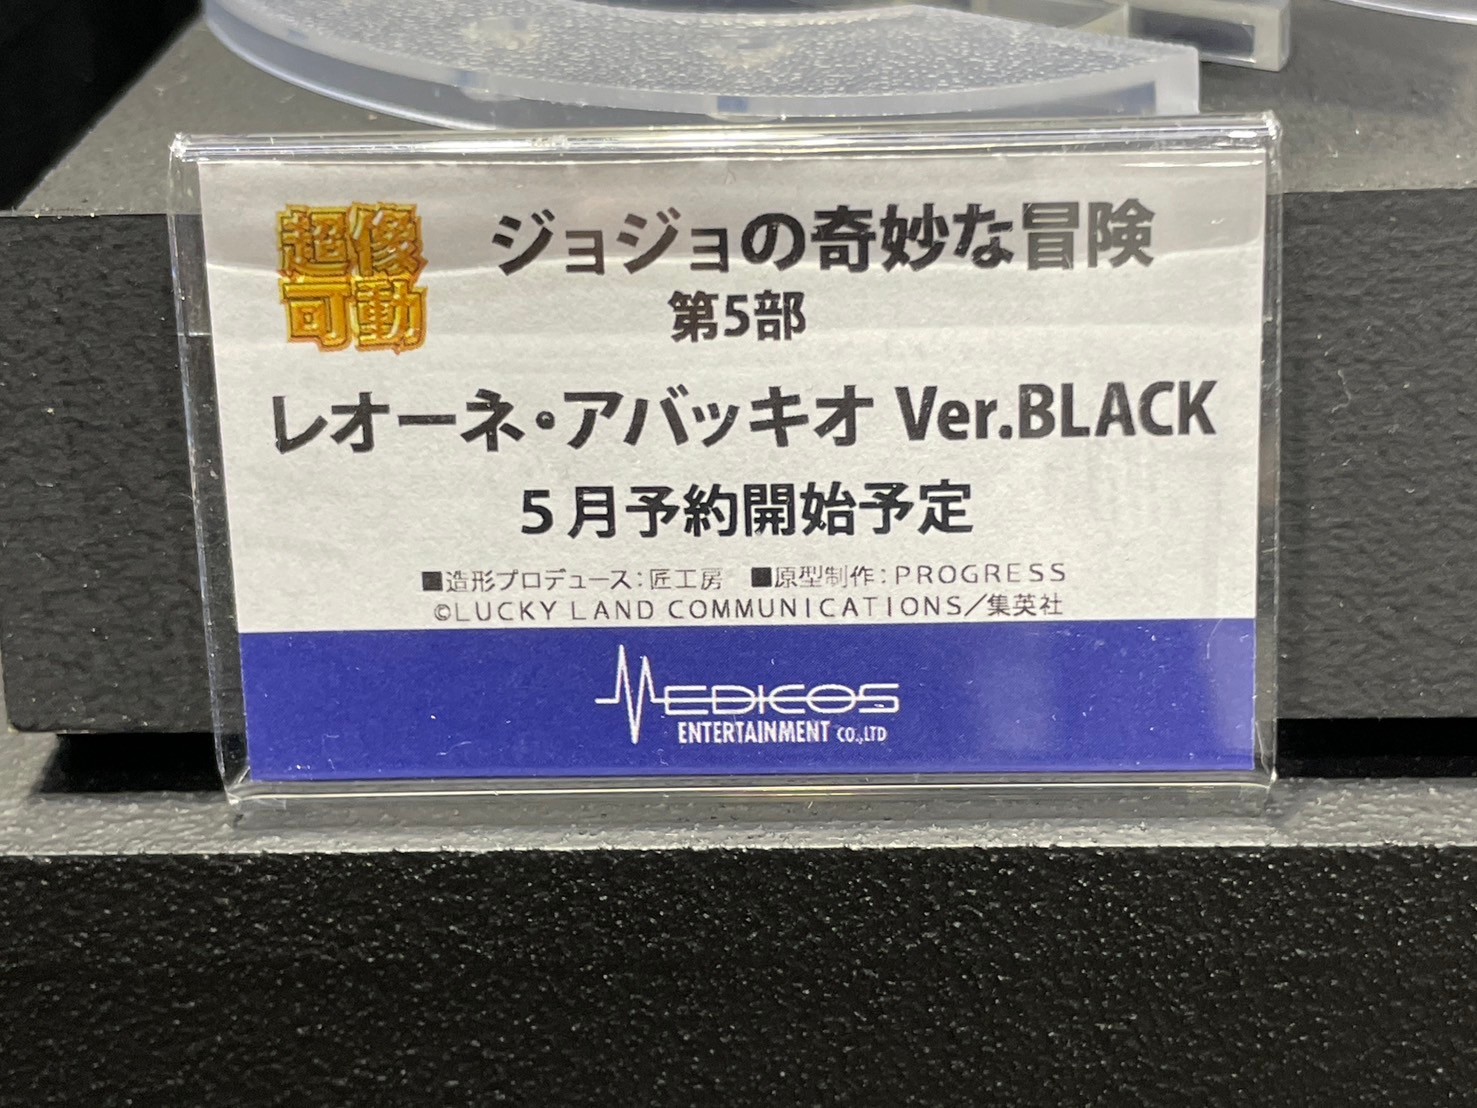 超像
可動
ジョジョの奇妙な冒険
第5部
レオーネ・アバッキオ Ver.BLACK
５月予約開始予定
■造形プロデュース：匠工房　■原型制作：PROGRESS
©LUCKY LAND COMMUNICATIONS／集英社
MEDICOS
ENTERTAINMENT CO.,LTD